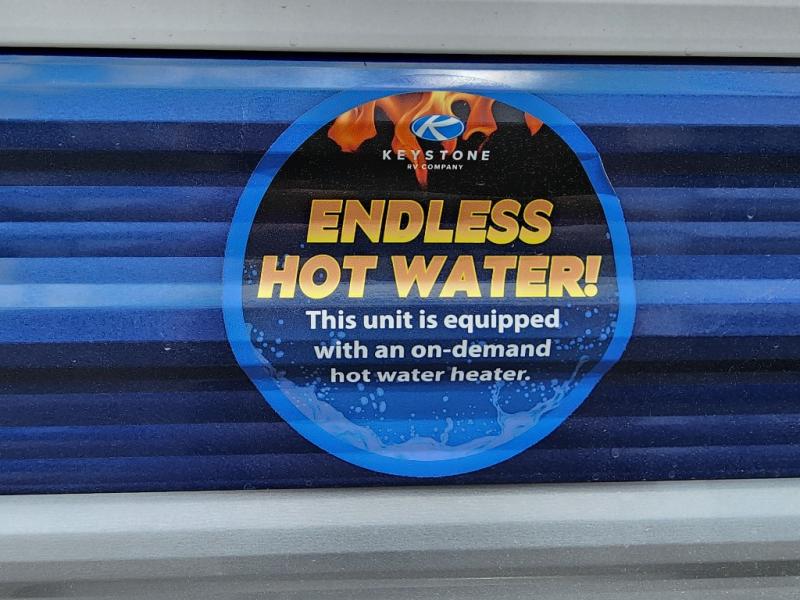 K
KEYSTONE
RV COMPANY
ENDLESS
HOT WATER!
This unit is equipped
with an on-demand
hot water heater.